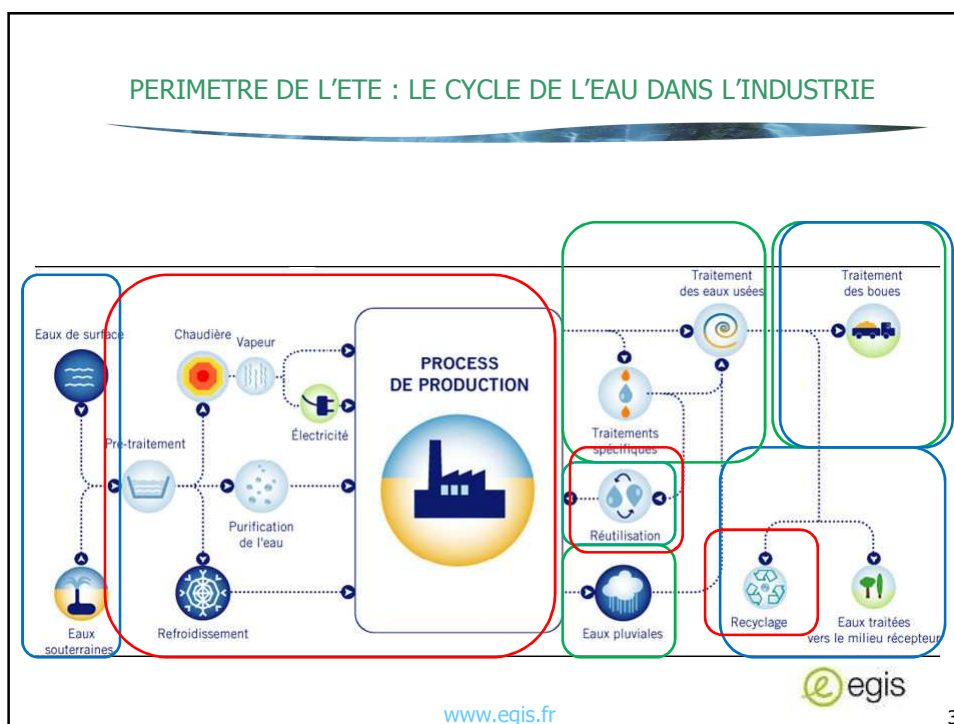 PERIMETRE DE L'ETE : LE CYCLE DE L'EAU DANS L'INDUSTRIE
Eaux de surface
Chaudière
Vapeur
Électricité
Pré-traitement
Purification
de l'eau
Eaux
souterraines
Refroidissement
PROCESS
DE PRODUCTION
Traitement
des eaux usées
Traitement
des boues
Traitements
spécifiques
Réutilisation
Eaux pluviales
Recyclage
Eaux traitées
vers le milieu récepteur
e egis
www.egis.fr
3